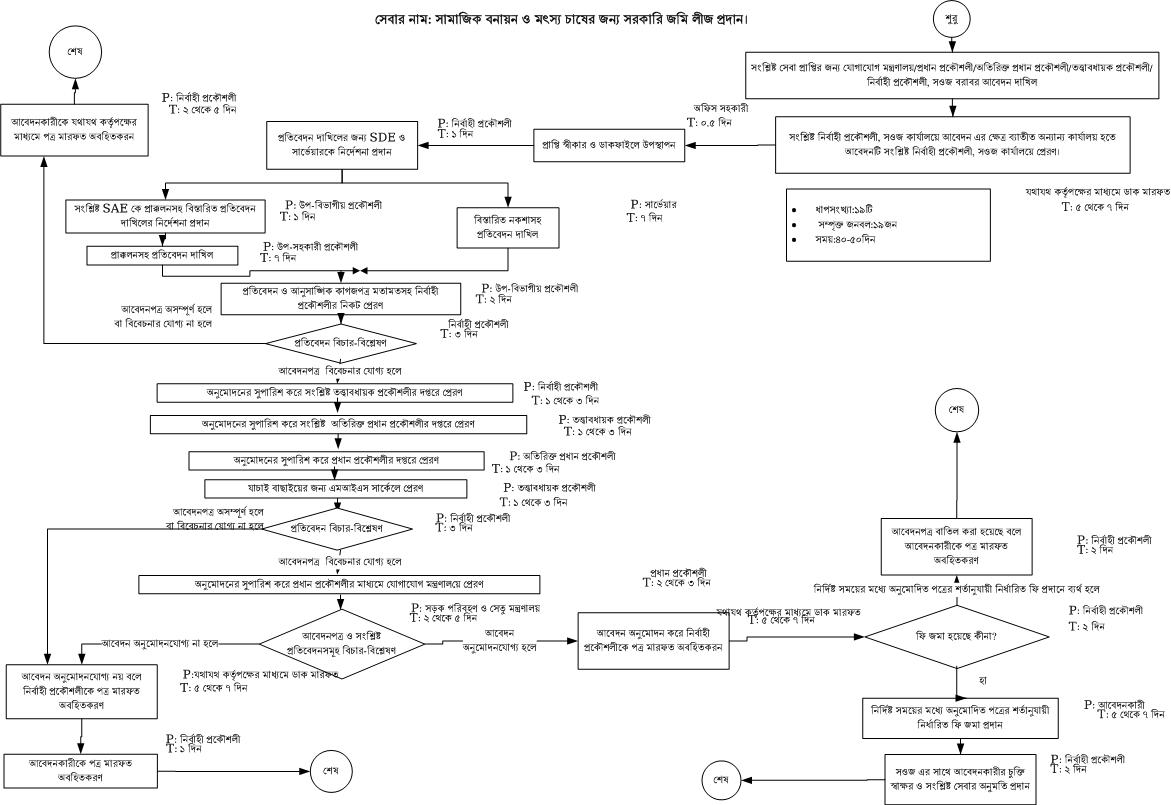 সেবার নাম: সামাজিক বনায়ন ও মৎস্য চাষের জন্য সরকারি জমি লীজ প্রদান।
শুরু
সংশ্লিষ্ট সেবা প্রাপ্তির জন্য যোগাযোগ মন্ত্রণালয়/প্রধান প্রকৌশলী/অতিরিক্ত প্রধান প্রকৌশলী/তত্ত্বাবধায়ক প্রকৌশলী/
নির্বাহী প্রকৌশলী, সওজ বরাবর আবেদন দাখিল
সংশ্লিষ্ট নির্বাহী প্রকৌশলী, সওজ কার্যালয়ে আবেদন এর ক্ষেত্র ব্যাতীত অন্যান্য কার্যালয় হতে
আবেদনটি সংশ্লিষ্ট নির্বাহী প্রকৌশলী, সওজ কার্যালয়ে প্রেরণ।
যথাযথ কর্তৃপক্ষের মাধ্যমে ডাক মারফত
T: ৫ থেকে ৭ দিন
অফিস সহকারী
T: ০.৫ দিন
প্রাপ্তি স্বীকার ও ডাকফাইলে উপস্থাপন
P: নির্বাহী প্রকৌশলী
T: ১ দিন
প্রতিবেদন দাখিলের জন্য SDE ও
সার্ভেয়ারকে নির্দেশনা প্রদান
শেষ
P: নির্বাহী প্রকৌশলী
T: ২ থেকে ৫ দিন
আবেদনকারীকে যথাযথ কর্তৃপক্ষের
মাধ্যমে পত্র মারফত অবহিতকরন
ধাপসংখ্যা:১৯টি
সম্পৃক্ত জনবল:১৯জন
সময়:৪০-৫০দিন
সংশ্লিষ্ট SAE কে প্রাক্কলনসহ বিস্তারিত প্রতিবেদন
দাখিলের নির্দেশনা প্রদান
P: উপ-বিভাগীয় প্রকৌশলী
T: ১ দিন
বিস্তারিত নকশাসহ
প্রতিবেদন দাখিল
P: সার্ভেয়ার
T: ৭ দিন
প্রাক্কলনসহ প্রতিবেদন দাখিল
P: উপ-সহকারী প্রকৌশলী
T: ৭ দিন
প্রতিবেদন ও আনুসাঙ্গিক কাগজপত্র মতামতসহ নির্বাহী
প্রকৌশলীর নিকট প্রেরণ
P: উপ-বিভাগীয় প্রকৌশলী
T: ২ দিন
আবেদনপত্র অসম্পূর্ণ হলে
বা বিবেচনার যোগ্য না হলে
প্রতিবেদন বিচার-বিশ্লেষণ
নির্বাহী প্রকৌশলী
T: ৩ দিন
আবেদনপত্র বিবেচনার যোগ্য হলে
অনুমোদনের সুপারিশ করে সংশ্লিষ্ট তত্ত্বাবধায়ক প্রকৌশলীর দপ্তরে প্রেরণ
P: নির্বাহী প্রকৌশলী
T: ১ থেকে ৩ দিন
অনুমোদনের সুপারিশ করে সংশ্লিষ্ট অতিরিক্ত প্রধান প্রকৌশলীর দপ্তরে প্রেরণ
P: তত্ত্বাবধায়ক প্রকৌশলী
T: ১ থেকে ৩ দিন
অনুমোদনের সুপারিশ করে প্রধান প্রকৌশলীর দপ্তরে প্রেরণ
P: অতিরিক্ত প্রধান প্রকৌশলী
T: ১ থেকে ৩ দিন
যাচাই বাছাইয়ের জন্য এমআইএস সার্কেলে প্রেরণ
P: তত্ত্বাবধায়ক প্রকৌশলী
T: ১ থেকে ৩ দিন
আবেদনপত্র অসম্পূর্ণ হলে
বা বিবেচনার যোগ্য না হলে
প্রতিবেদন বিচার-বিশ্লেষণ
P: নির্বাহী প্রকৌশলী
T: ৩ দিন
আবেদনপত্র বিবেচনার যোগ্য হলে
অনুমোদনের সুপারিশ করে প্রধান প্রকৌশলীর মাধ্যমে যোগাযোগ মন্ত্রণালয়ে প্রেরণ
প্রধান প্রকৌশলী
T: ২ থেকে ৩ দিন
আবেদনপত্র ও সংশ্লিষ্ট
প্রতিবেদনসমূহ বিচার-বিশ্লেষণ
P: সড়ক পরিবহণ ও সেতু মন্ত্রণালয়
T: ২ থেকে ৫ দিন
আবেদন
অনুমোদনযোগ্য হলে
আবেদন অনুমোদনযোগ্য না হলে
আবেদন অনুমোদন করে নির্বাহী
প্রকৌশলীকে পত্র মারফত অবহিতকরন
যথাযথ কর্তৃপক্ষের মাধ্যমে ডাক মারফত
T: ৫ থেকে ৭ দিন
ফি জমা হয়েছে কীনা?
P: নির্বাহী প্রকৌশলী
T: ২ দিন
নির্দিষ্ট সময়ের মধ্যে অনুমোদিত পত্রের শর্তানুযায়ী নির্ধারিত ফি প্রদানে ব্যর্থ হলে
আবেদনপত্র বাতিল করা হয়েছে বলে
আবেদনকারীকে পত্র মারফত
অবহিতকরণ
P: নির্বাহী প্রকৌশলী
T: ২ দিন
শেষ
হ্যা
নির্দিষ্ট সময়ের মধ্যে অনুমোদিত পত্রের শর্তানুযায়ী
নির্ধারিত ফি জমা প্রদান
P: আবেদনকারী
T: ৫ থেকে ৭ দিন
সওজ এর সাথে আবেদনকারীর চুক্তি
স্বাক্ষর ও সংশ্লিষ্ট সেবার অনুমতি প্রদান
P: নির্বাহী প্রকৌশলী
T: ২ দিন
শেষ
আবেদন অনুমোদনযোগ্য নয় বলে
নির্বাহী প্রকৌশলীকে পত্র মারফত
অবহিতকরণ
P:যথাযথ কর্তৃপক্ষের মাধ্যমে ডাক মারফত
T: ৫ থেকে ৭ দিন
আবেদনকারীকে পত্র মারফত
অবহিতকরণ
P: নির্বাহী প্রকৌশলী
T: ১ দিন
শেষ